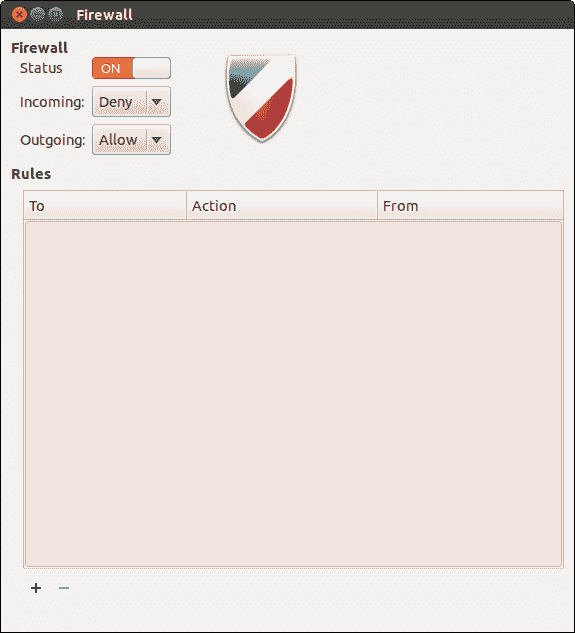 Firewall
Firewall
Status ON
Incoming: Deny
Outgoing: Allow
Rules
To Action From